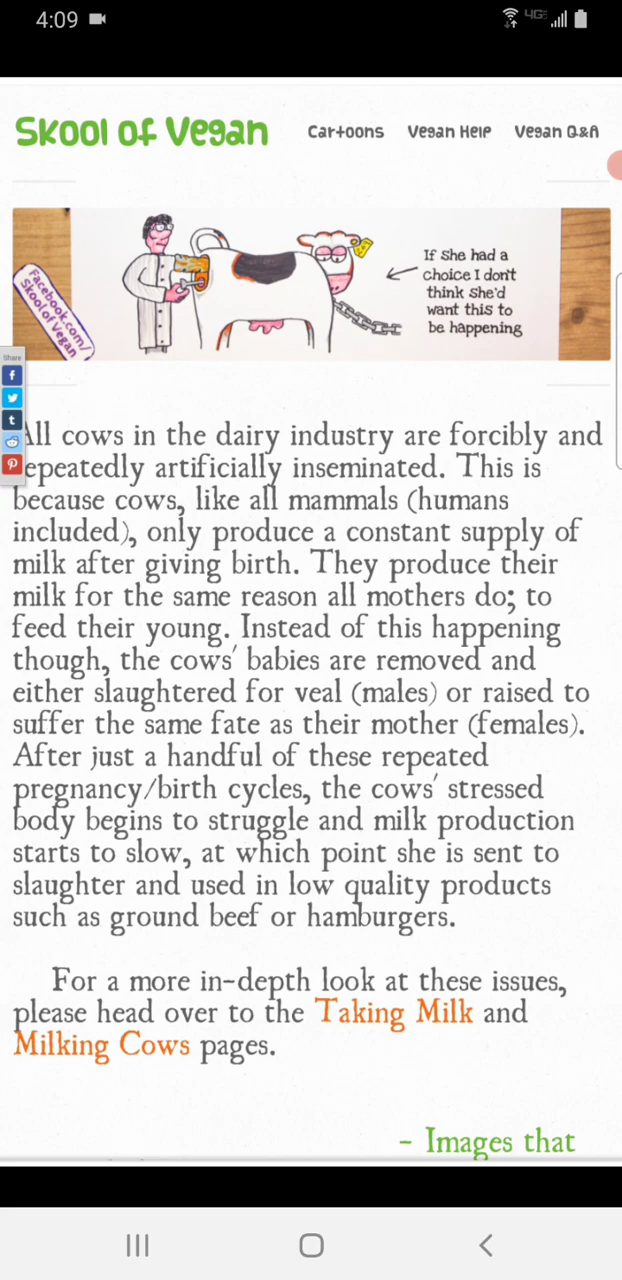 4:09
4G
Skool of Vegan
Cartoons Vegan Help Vegan Q&A
If she had a
choice I don't
think she'd
want this to
be happening
Facebook.com/
Skool of Vegan
Share
All cows in the dairy industry are forcibly and
repeatedly artificially inseminated. This is
because cows, like all mammals (humans
included), only produce a constant supply of
milk after giving birth. They produce their
milk for the same reason all mothers do; to
feed their young. Instead of this happening
though, the cows' babies are removed and
either slaughtered for veal (males) or raised to
suffer the same fate as their mother (females).
After just a handful of these repeated
pregnancy/birth cycles, the cows' stressed
body begins to struggle and milk production
starts to slow, at which point she is sent to
slaughter and used in low quality products
such as ground beef or hamburgers.
For a more in-depth look at these issues,
please head over to the Taking Milk and
Milking Cows pages.
- Images that